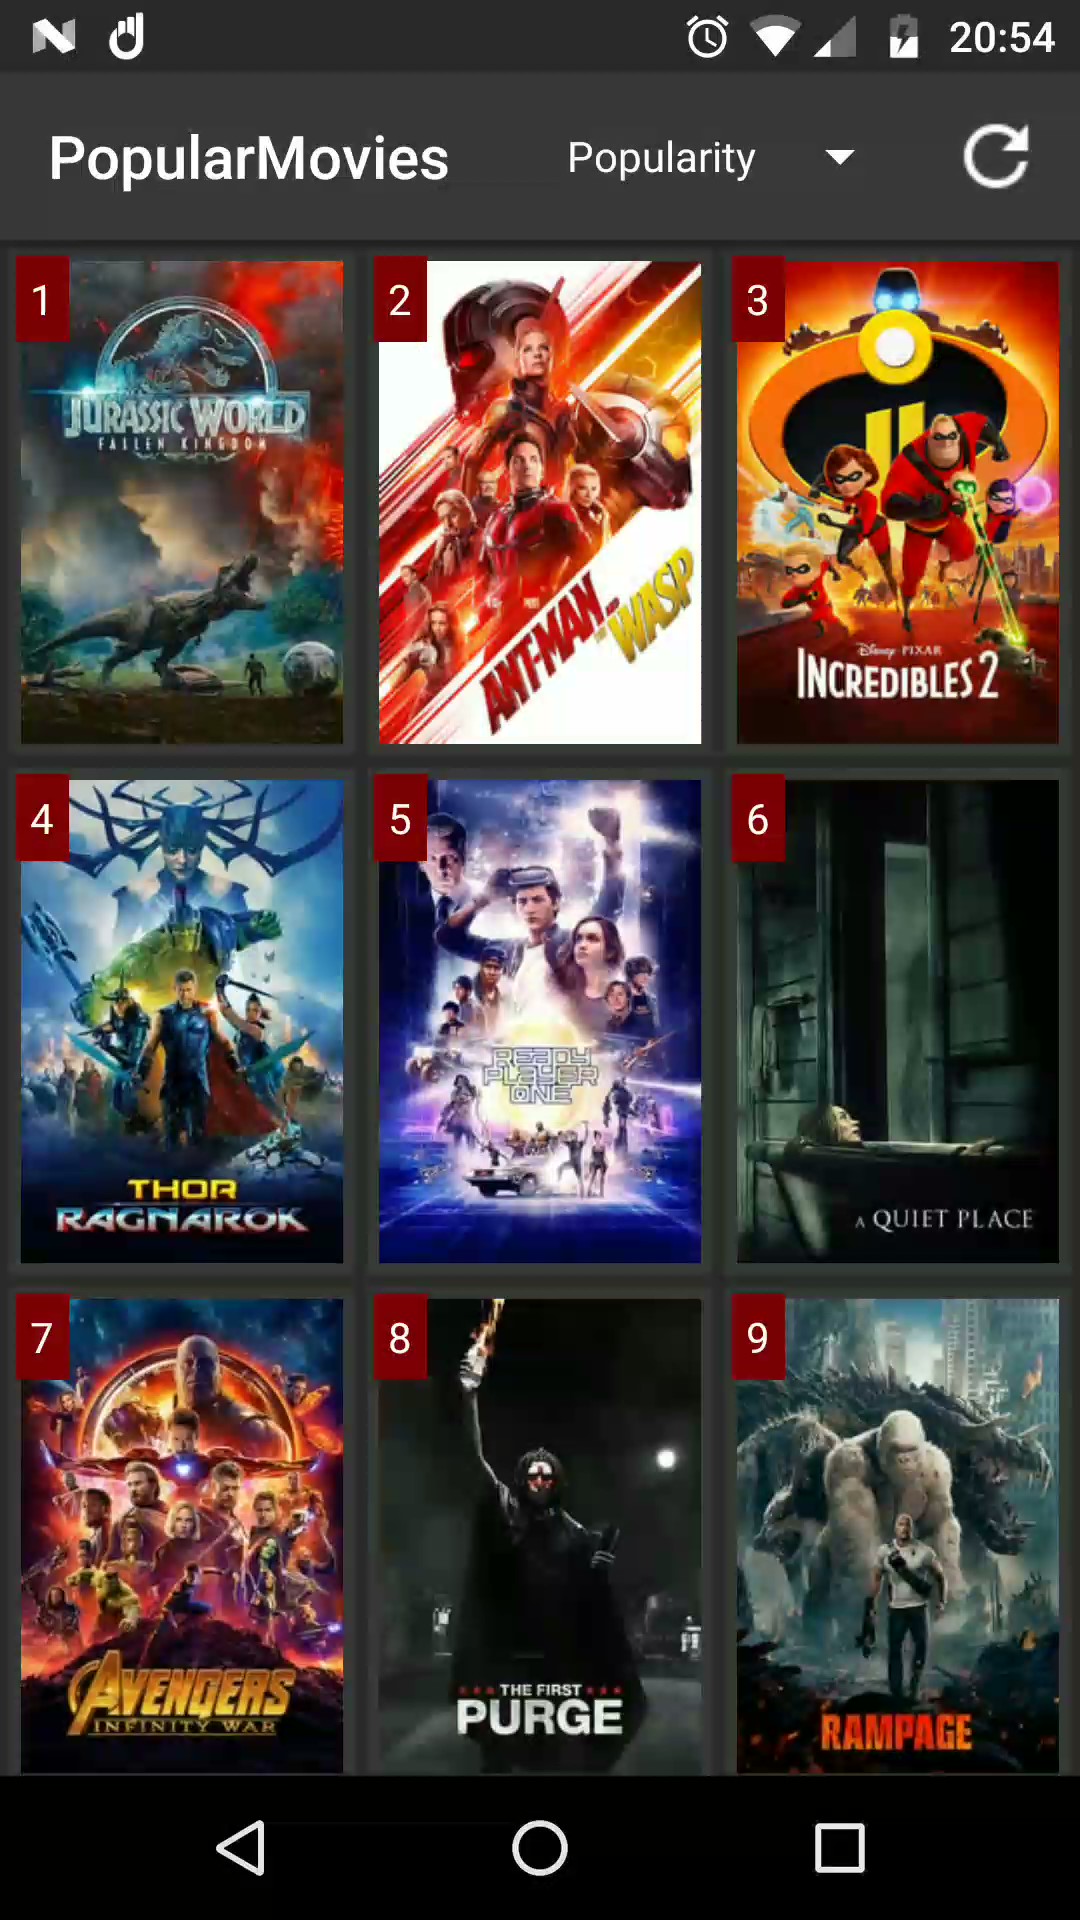 20:54
PopularMovies
Popularity
1
JURASSIC WORLD
FALLEN KINGDOM
2
ANT-MAN
WASP
3
Disney PIXAR
INCREDIBLES 2
4
THOR
RAGNAROK
5
READY
PLAYER
ONE
6
A QUIET PLACE
7
AVENGERS
INFINITY WAR
8
THE FIRST
PURGE
9
RAMPAGE